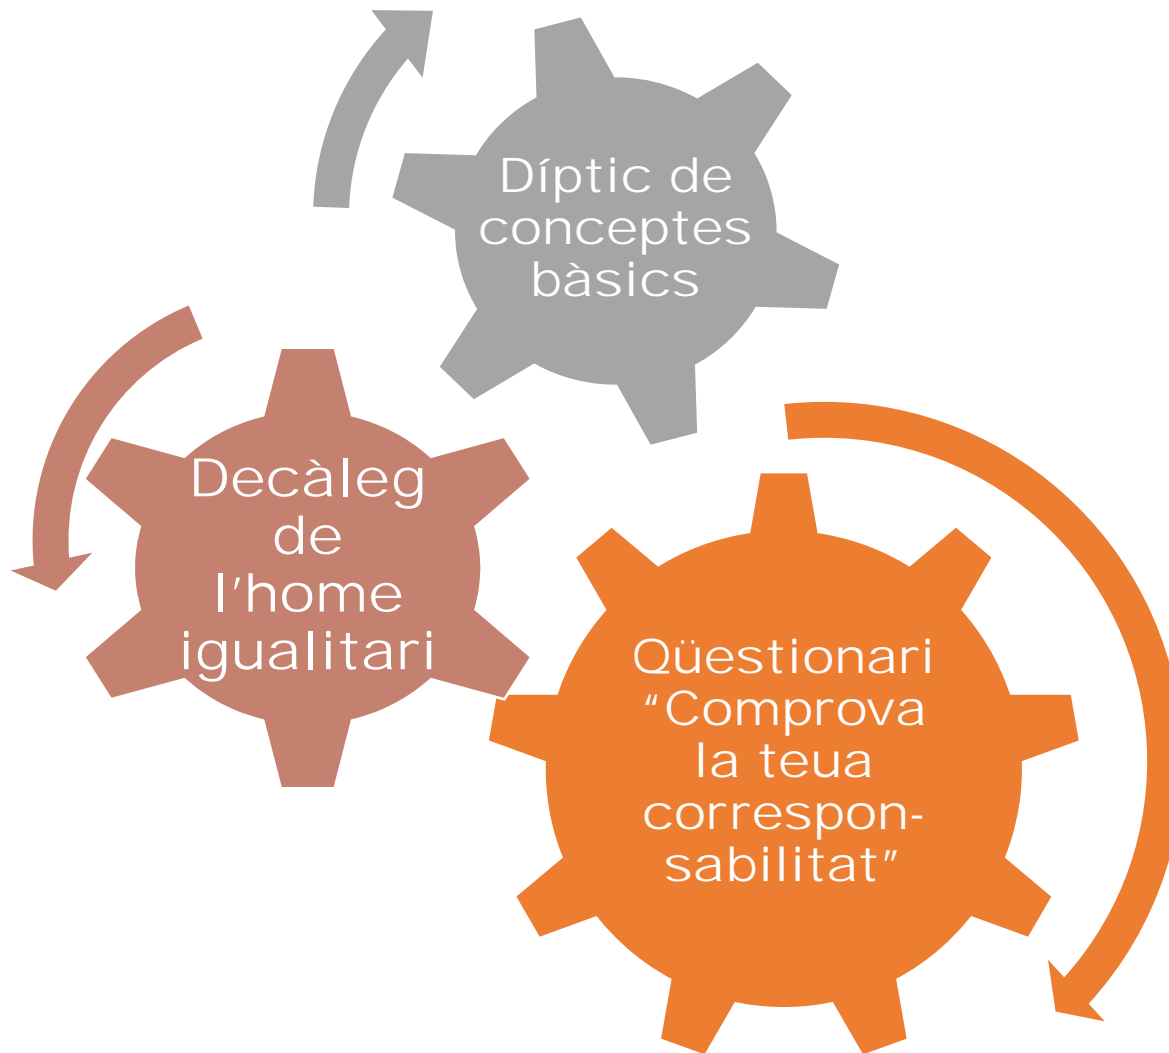 Díptic de
conceptes
bàsics
Decàleg
de
l'home
igualitari
Qüestionari
"Comprova
la teua
correspon-
sabilitat"